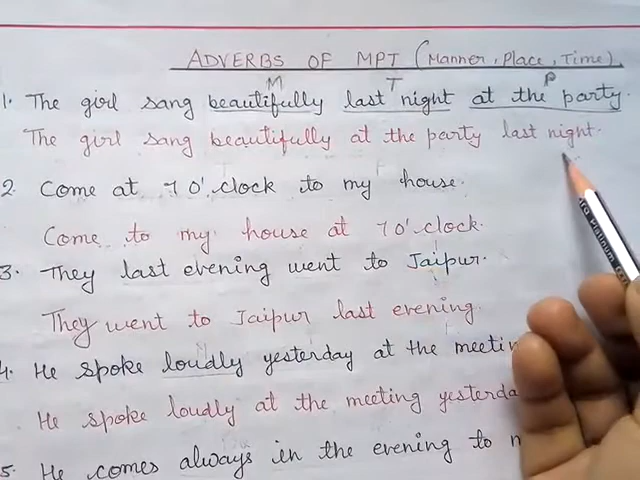 ADVERBS OF MPT (Manner, Place, Time)
M T P
1. The girl sang beautifully last night at the party.
The girl sang beautifully at the party last night.
2 Come at 7 O'clock to my house.
Come to my house at 7 O'clock.
3. They last evening went to Jaipur.
They went to Jaipur last evening.
4. He spoke loudly yesterday at the meetin
He spoke loudly at the meeting yesterda
5. He comes always in the evening to